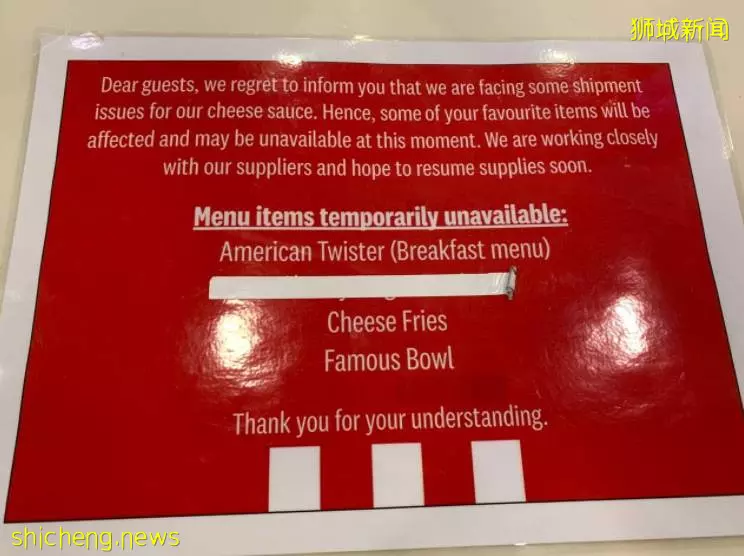 狮城新闻
Dear guests, we regret to inform you that we are facing some shipment
issues for our cheese sauce. Hence, some of your favourite items will be
affected and may be unavailable at this moment. We are working closely
with our suppliers and hope to resume supplies soon.
Menu items temporarily unavailable:
American Twister (Breakfast menu)
Cheese Fries
Famous Bowl
Thank you for your understanding.
shicheng.news